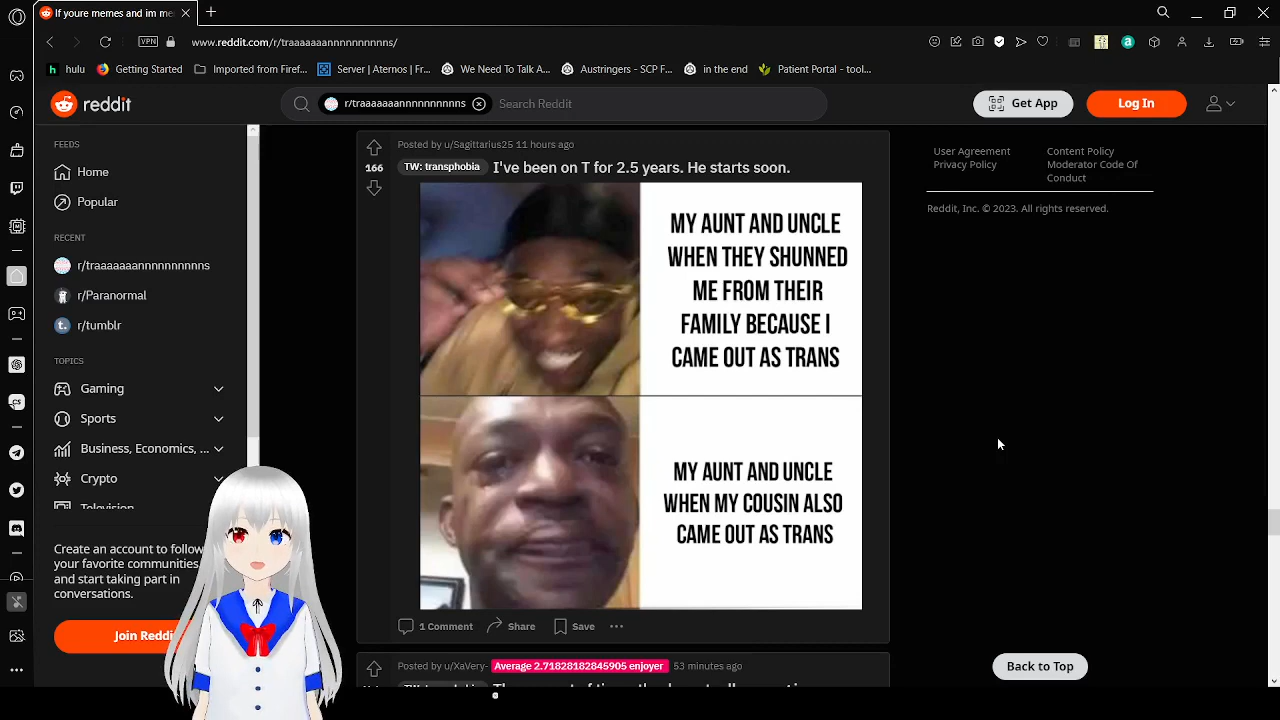 If youre memes and im me
www.reddit.com/r/traaaaaaannnnnnnnnns/
VPN
hulu
Getting Started
Imported from Firef...
Server | Aternos | Fr...
We Need To Talk A...
Austringers - SCP F...
in the end
Patient Portal - tool...
reddit
r/traaaaaaannnnnnnnnns
Search Reddit
Get App
Log In
FEEDS
Home
Popular
RECENT
r/traaaaaaannnnnnnnnns
r/Paranormal
r/tumblr
TOPICS
Gaming
Sports
Business, Economics, ...
Crypto
Television
Create an account to follow
your favorite communities
and start taking part in
conversations.
Join Reddi
Posted by u/Sagittarius25 11 hours ago
166
TW: transphobia I've been on T for 2.5 years. He starts soon.
MY AUNT AND UNCLE
WHEN THEY SHUNNED
ME FROM THEIR
FAMILY BECAUSE I
CAME OUT AS TRANS
MY AUNT AND UNCLE
WHEN MY COUSIN ALSO
CAME OUT AS TRANS
1 Comment
Share
Save
Posted by u/XaVery- Average 2.71828182845905 enjoyer 53 minutes ago
User Agreement
Privacy Policy
Content Policy
Moderator Code Of
Conduct
Reddit, Inc. © 2023. All rights reserved.
Back to Top